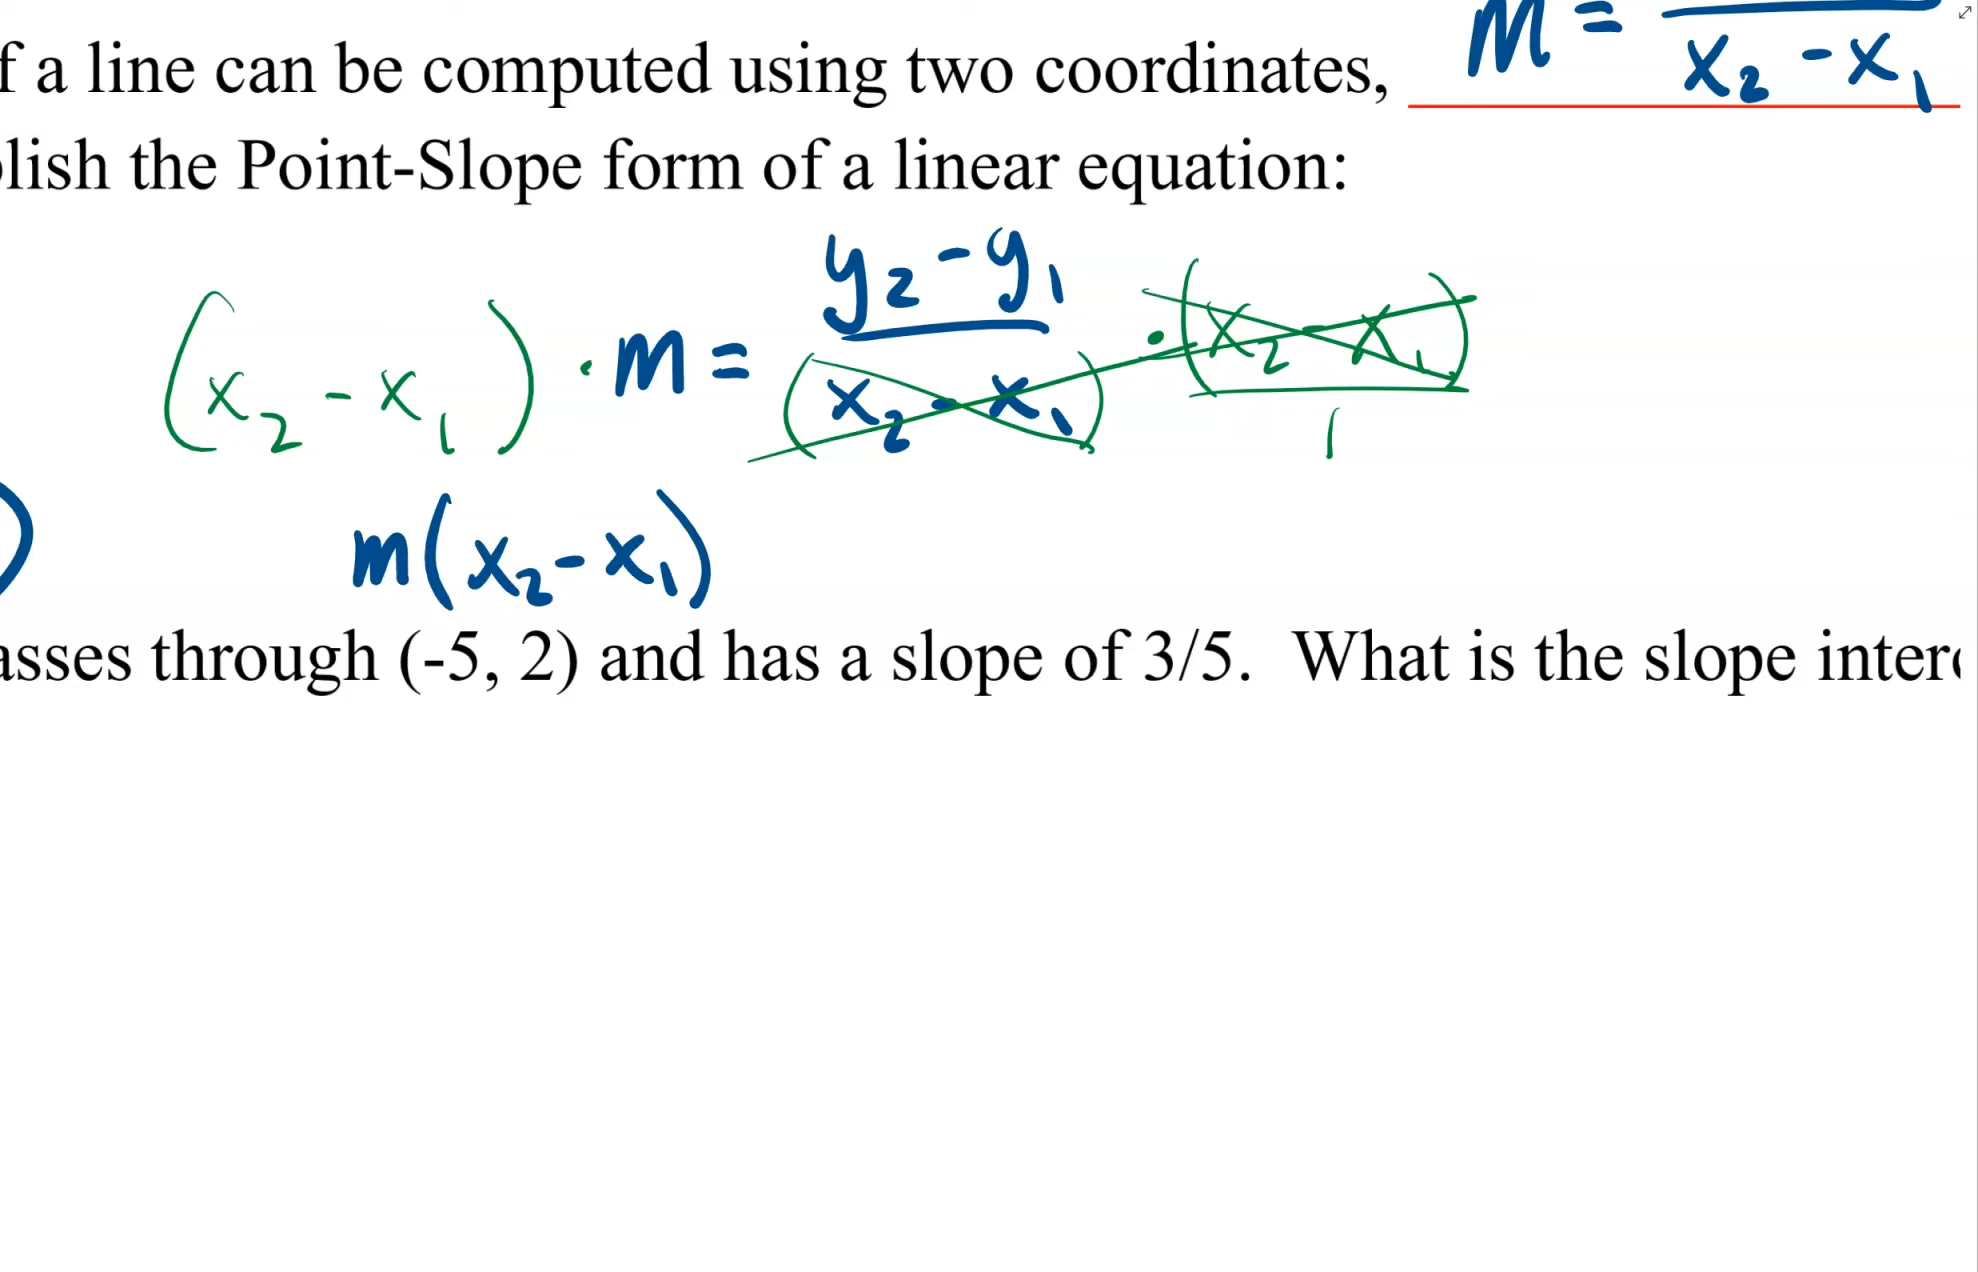 f a line can be computed using two coordinates, m = / x₂ - x₁
lish the Point-Slope form of a linear equation:
(x₂ - x₁) · m = y₂ - y₁ / (x₂ - x₁) · (x₂ - x₁) / 1
) m(x₂ - x₁)
asses through (-5, 2) and has a slope of 3/5. What is the slope inter